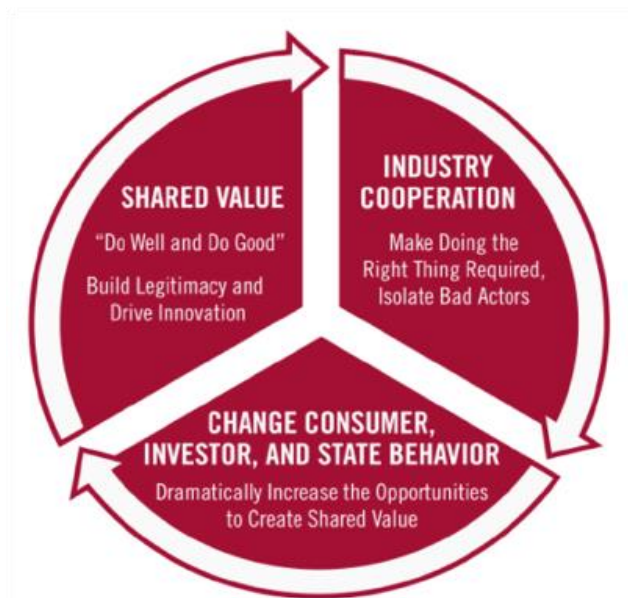 SHARED VALUE
“Do Well and Do Good”
Build Legitimacy and
Drive Innovation
INDUSTRY
COOPERATION
Make Doing the
Right Thing Required,
Isolate Bad Actors
CHANGE CONSUMER,
INVESTOR, AND STATE BEHAVIOR
Dramatically Increase the Opportunities
to Create Shared Value